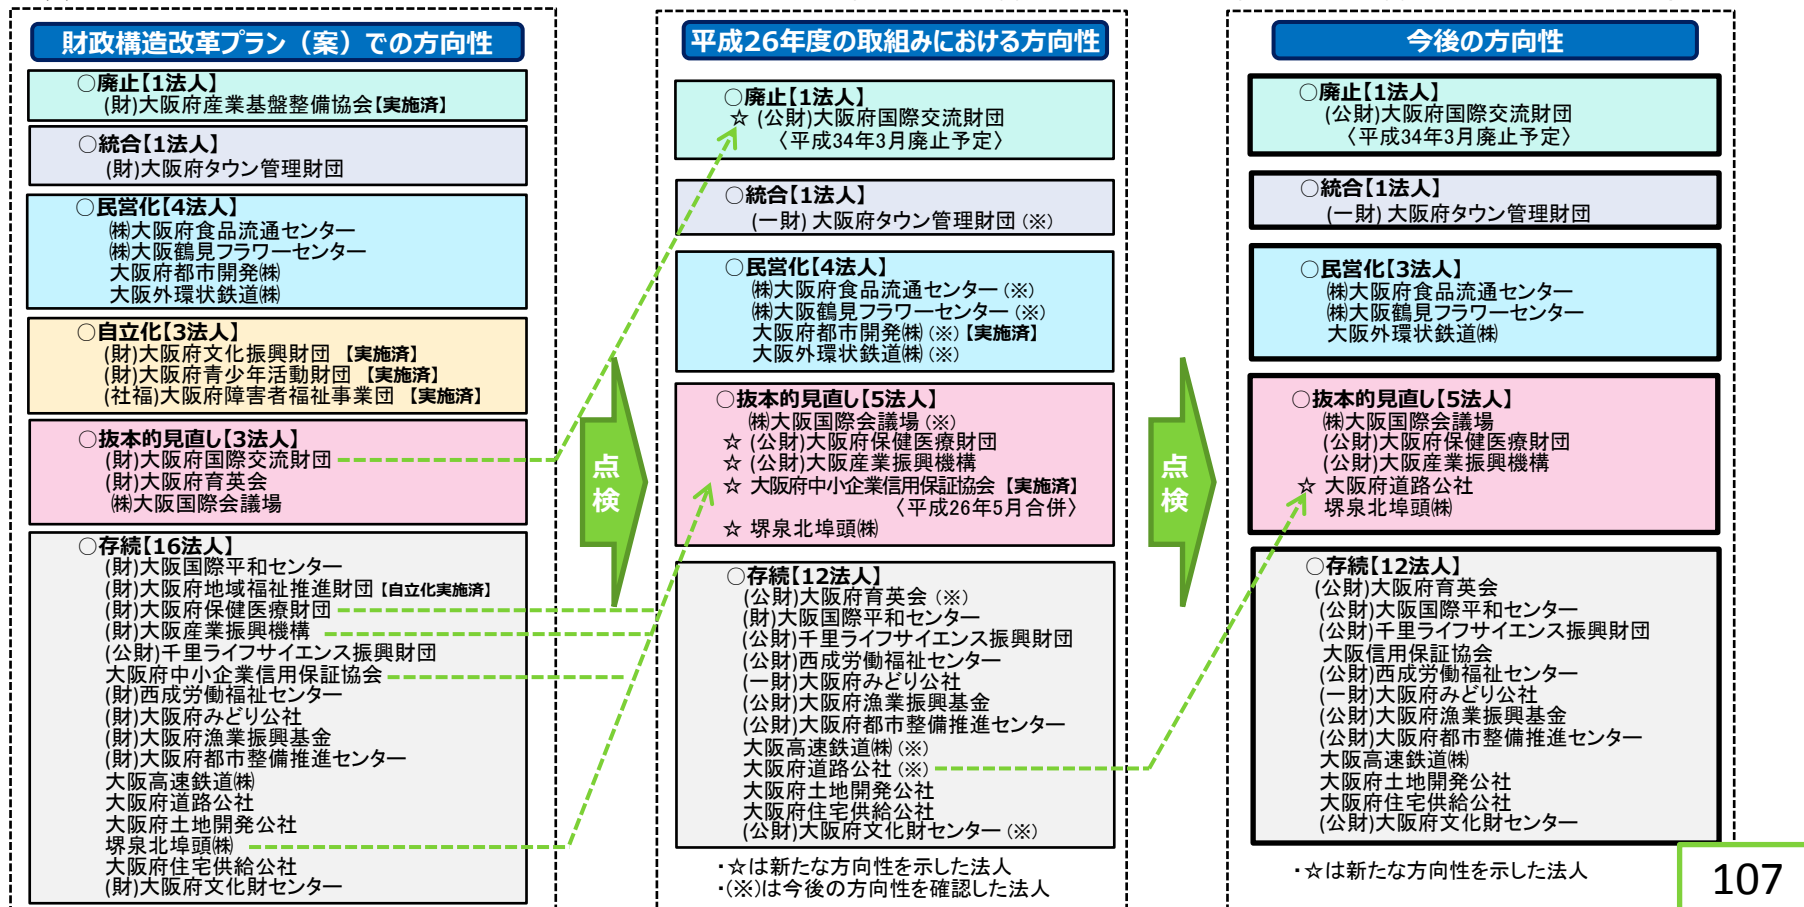 財政構造改革プラン（案）での方向性
○廃止【1法人】
(財)大阪府産業基盤整備協会【実施済】
○統合【1法人】
(財)大阪府タウン管理財団
○民営化【4法人】
㈱大阪府食品流通センター
㈱大阪鶴見フラワーセンター
大阪府都市開発㈱
大阪外環状鉄道㈱
○自立化【3法人】
(財)大阪府文化振興財団 【実施済】
(財)大阪府青少年活動財団 【実施済】
(社福)大阪府障害者福祉事業団 【実施済】
○抜本的見直し【3法人】
(財)大阪府国際交流財団
(財)大阪府育英会
㈱大阪国際会議場
○存続【16法人】
(財)大阪国際平和センター
(財)大阪府地域福祉推進財団【自立化実施済】
(財)大阪府保健医療財団
(財)大阪産業振興機構
(公財)千里ライフサイエンス振興財団
大阪府中小企業信用保証協会
(財)西成労働福祉センター
(財)大阪府みどり公社
(財)大阪府漁業振興基金
(財)大阪府都市整備推進センター
大阪高速鉄道㈱
大阪府道路公社
大阪府土地開発公社
堺泉北埠頭㈱
大阪府住宅供給公社
(財)大阪府文化財センター
点検
平成26年度の取組みにおける方向性
○廃止【1法人】
☆ (公財)大阪府国際交流財団
〈平成34年3月廃止予定〉
○統合【1法人】
(一財) 大阪府タウン管理財団 (※)
○民営化【4法人】
㈱大阪府食品流通センター (※)
㈱大阪鶴見フラワーセンター (※)
大阪府都市開発㈱ (※)【実施済】
大阪外環状鉄道㈱ (※)
○抜本的見直し【5法人】
㈱大阪国際会議場 (※)
☆ (公財)大阪府保健医療財団
☆ (公財)大阪産業振興機構
☆ 大阪府中小企業信用保証協会 【実施済】
〈平成26年5月合併〉
☆ 堺泉北埠頭㈱
○存続【12法人】
(公財)大阪府育英会 (※)
(財)大阪国際平和センター
(公財)千里ライフサイエンス振興財団
(公財)西成労働福祉センター
(一財)大阪府みどり公社
(公財)大阪府漁業振興基金
(公財)大阪府都市整備推進センター
大阪高速鉄道㈱ (※)
大阪府道路公社 (※)
大阪府土地開発公社
大阪府住宅供給公社
(公財)大阪府文化財センター (※)
・☆は新たな方向性を示した法人
・(※)は今後の方向性を確認した法人
点検
今後の方向性
○廃止【1法人】
(公財)大阪府国際交流財団
〈平成34年3月廃止予定〉
○統合【1法人】
(一財) 大阪府タウン管理財団
○民営化【3法人】
㈱大阪府食品流通センター
㈱大阪鶴見フラワーセンター
大阪外環状鉄道㈱
○抜本的見直し【5法人】
㈱大阪国際会議場
(公財)大阪府保健医療財団
(公財)大阪産業振興機構
☆ 大阪府道路公社
堺泉北埠頭㈱
○存続【12法人】
(公財)大阪府育英会
(公財)大阪国際平和センター
(公財)千里ライフサイエンス振興財団
大阪信用保証協会
(公財)西成労働福祉センター
(一財)大阪府みどり公社
(公財)大阪府漁業振興基金
(公財)大阪府都市整備推進センター
大阪高速鉄道㈱
大阪府土地開発公社
大阪府住宅供給公社
(公財)大阪府文化財センター
・☆は新たな方向性を示した法人
107